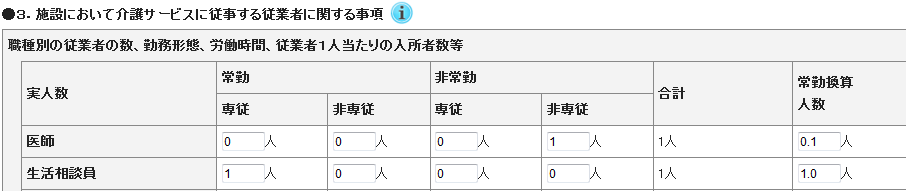 ●3. 施設において介護サービスに従事する従業者に関する事項 i
職種別の従業者の数、勤務形態、労働時間、従業者1人当たりの入所者数等
実人数 常勤 非常勤 合計 常勤換算人数
専従 非専従 専従 非専従
医師 0人 0人 0人 1人 1人 0.1人
生活相談員 1人 0人 0人 0人 1人 1.0人